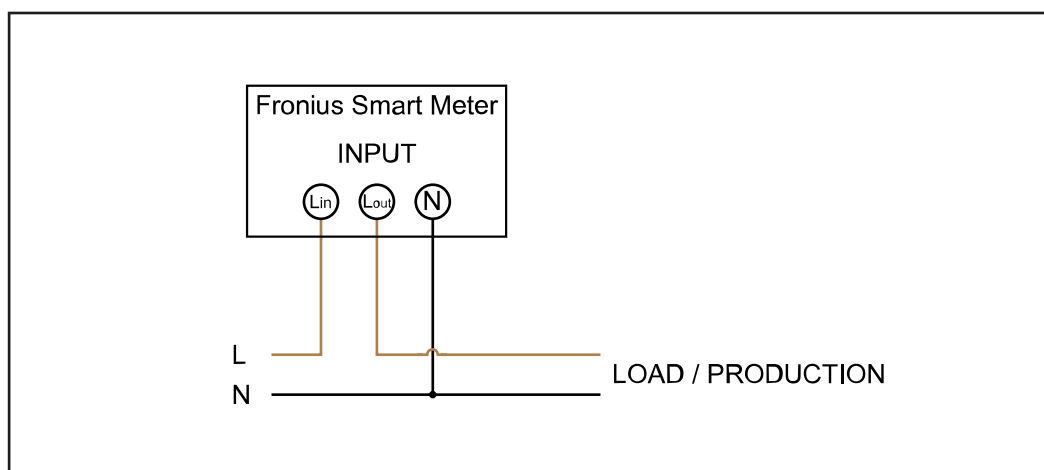 Fronius Smart Meter
INPUT
Lin Lout N
L
LOAD / PRODUCTION
N